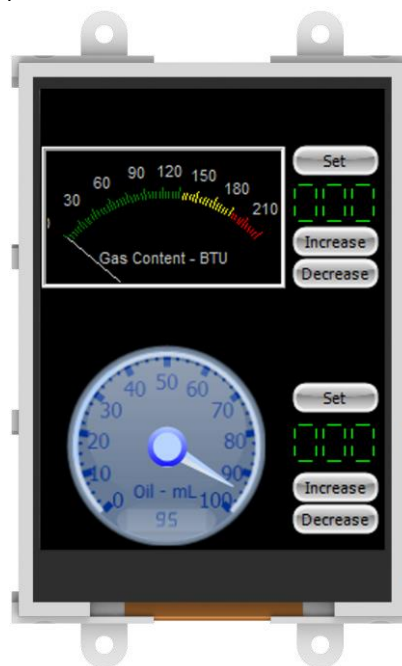 Set
30 60 90 120 150 180 210
Gas Content - BTU
Increase
Decrease
Set
0 10 20 30 40 50 60 70 80 90 100
Oil - mL
95
Increase
Decrease